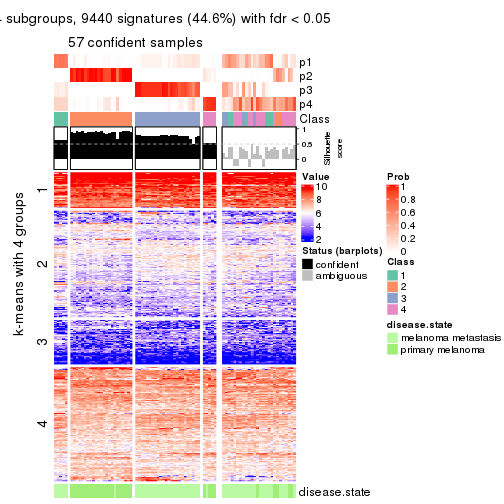 subgroups, 9440 signatures (44.6%) with fdr < 0.05
57 confident samples
p1
p2
p3
p4
Class
1
0.5
0
Silhouette
score
k-means with 4 groups
1
2
3
4
disease.state
Value
10
8
6
4
2
Status (barplots)
confident
ambiguous
Prob
1
0.8
0.6
0.4
0.2
0
Class
1
2
3
4
disease.state
melanoma metastasis
primary melanoma